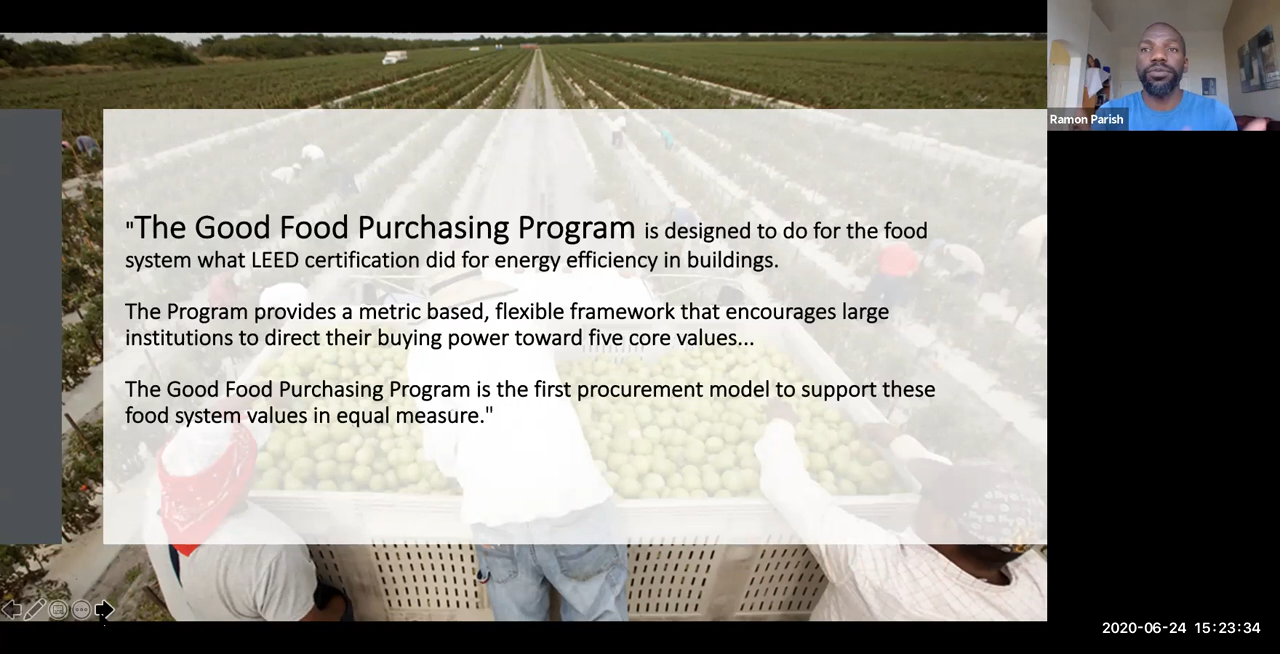 "The Good Food Purchasing Program is designed to do for the food
system what LEED certification did for energy efficiency in buildings.
The Program provides a metric based, flexible framework that encourages large
institutions to direct their buying power toward five core values...
The Good Food Purchasing Program is the first procurement model to support these
food system values in equal measure."
Ramon Parish
2020-06-24 15:23:34